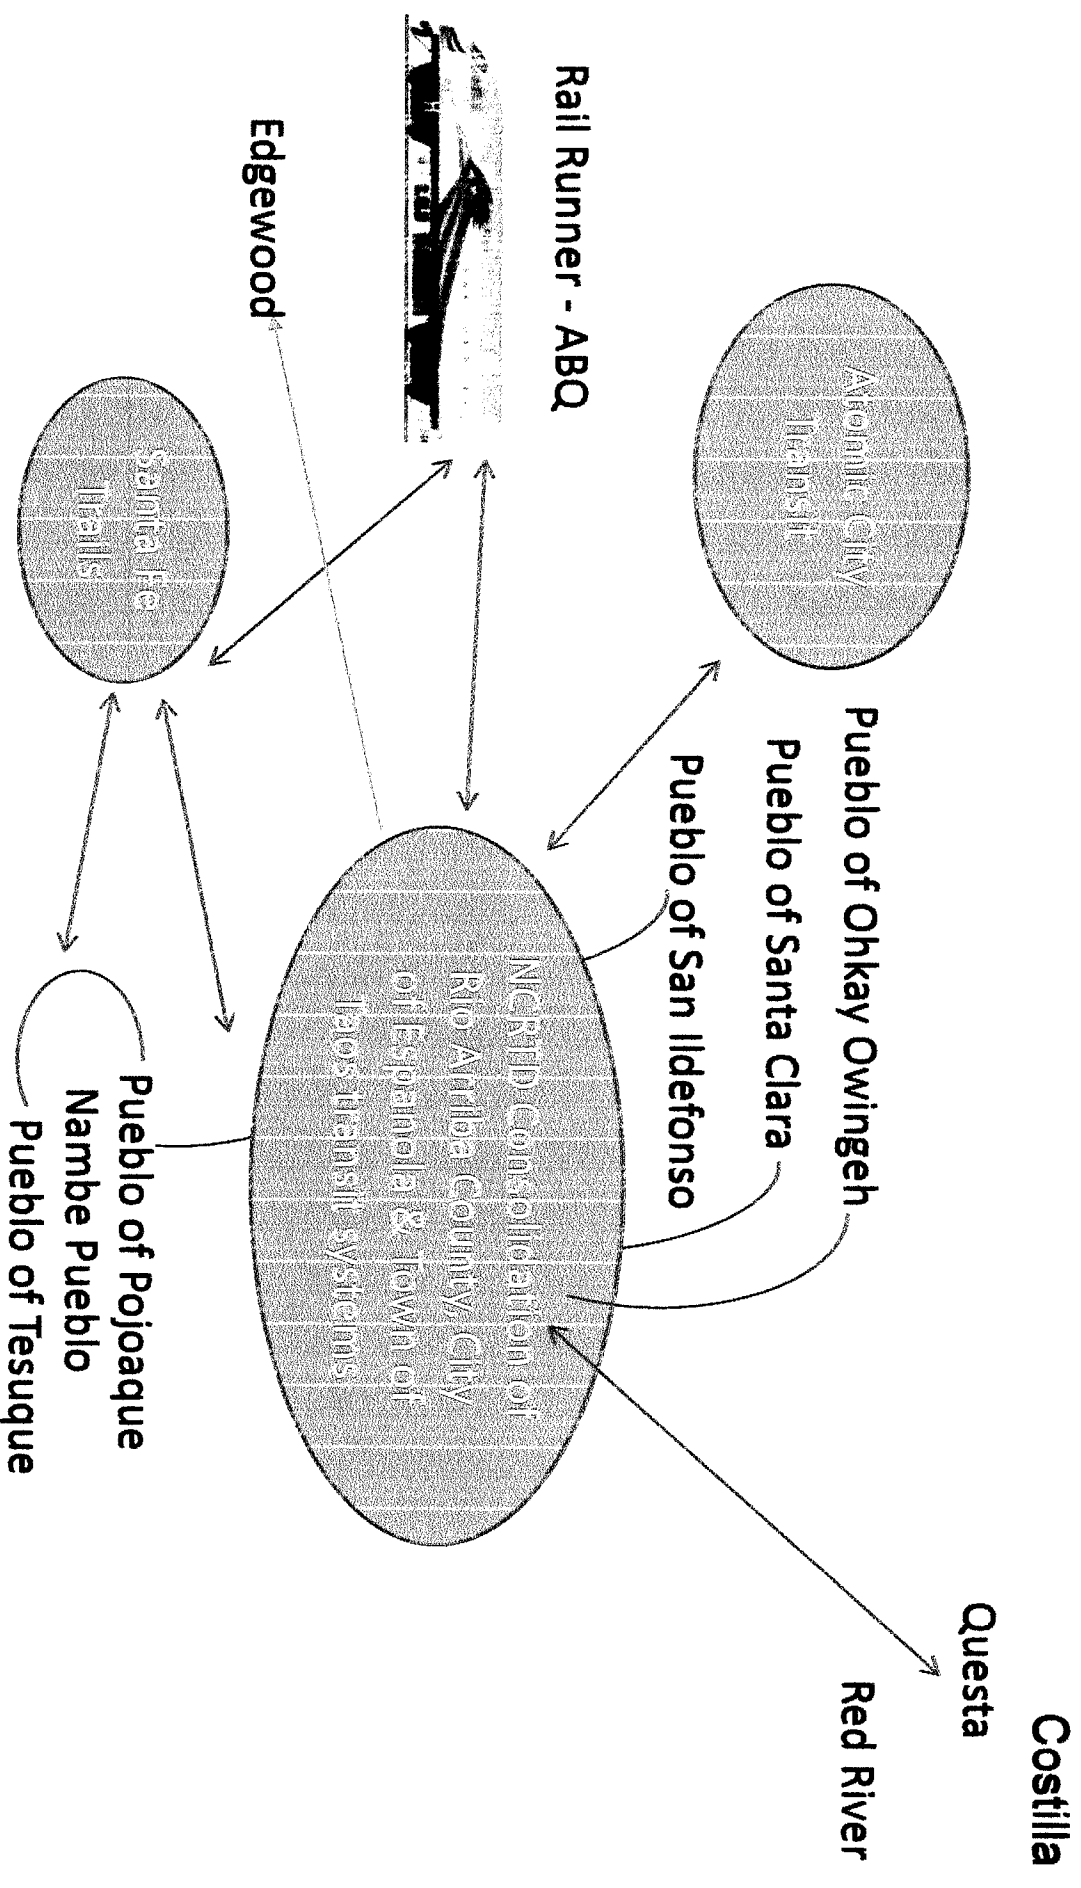 Costilla
Questa
Red River
Atomic City
Transit
Pueblo of Ohkay Owingeh
Pueblo of Santa Clara
Pueblo of San Ildefonso
Rail Runner - ABQ
NCRTD Consolidation of
Rio Arriba County, City
of Espanola & Town of
Taos transit systems
Edgewood
Santa Fe
Trails
Pueblo of Pojoaque
Nambe Pueblo
Pueblo of Tesuque